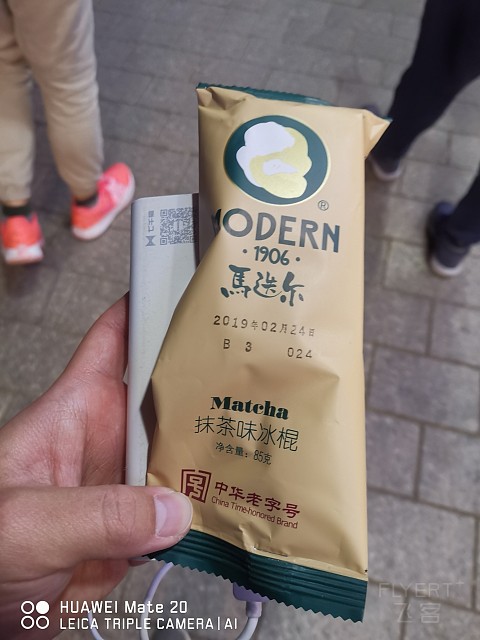 ®
MODERN
·1906·
馬迭尔
2019年02月24日
B 3 024
Matcha
抹茶味冰棍
净含量：85克
中华老字号
China Time-honored Brand
HUAWEI Mate 20
LEICA TRIPLE CAMERA | AI
FLYERT
飞客